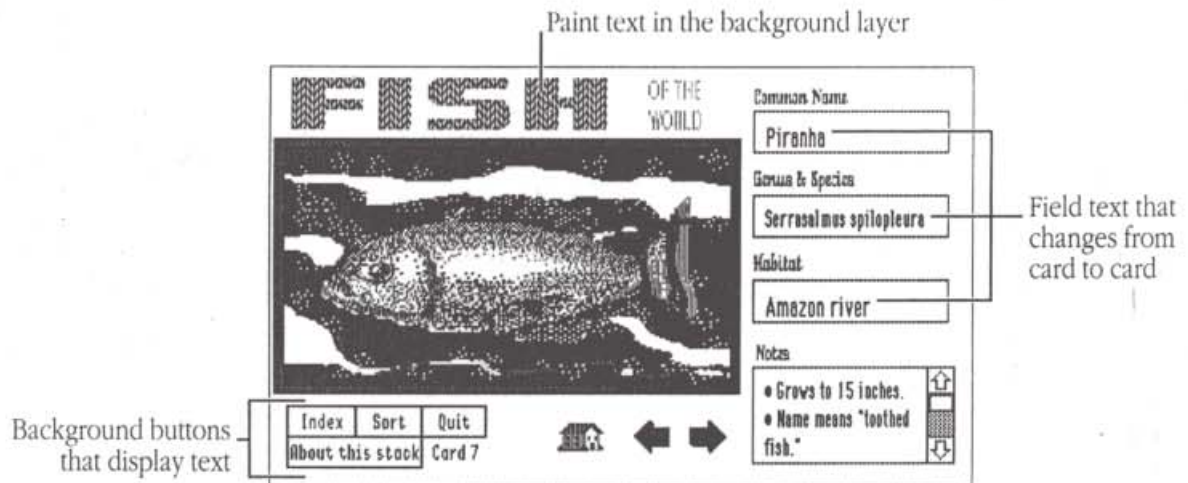 Paint text in the background layer
FISH
OF THE
WORLD
Common Name
Piranha
Genus & Species
Serrasalmus spilopleura
Field text that
changes from
card to card
Habitat
Amazon river
Notes
• Grows to 15 inches.
• Name means "toothed
fish."
Background buttons
that display text
Index Sort Quit
About this stack Card 7